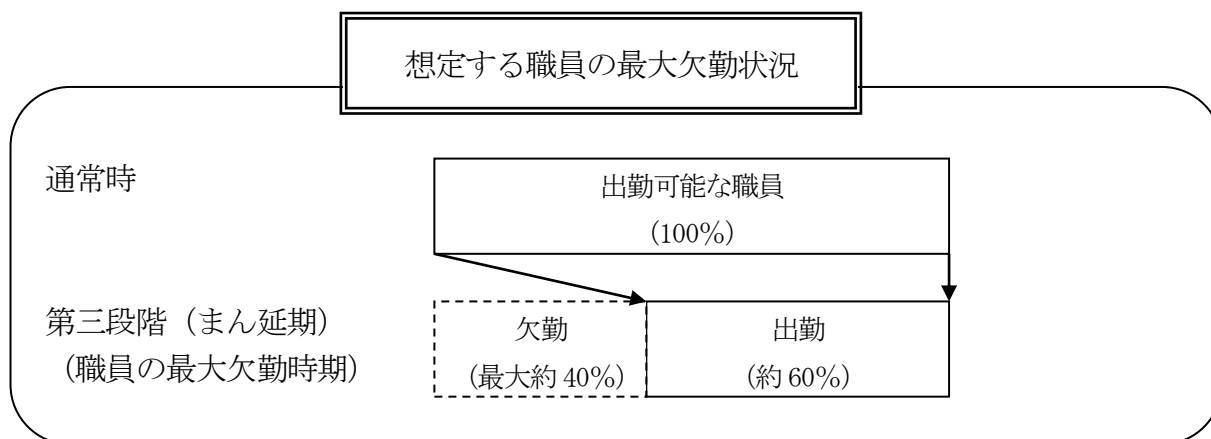 想定する職員の最大欠勤状況
通常時
出勤可能な職員
(100%)
第三段階（まん延期）
（職員の最大欠勤時期）
欠勤
(最大約 40%)
出勤
(約 60%)